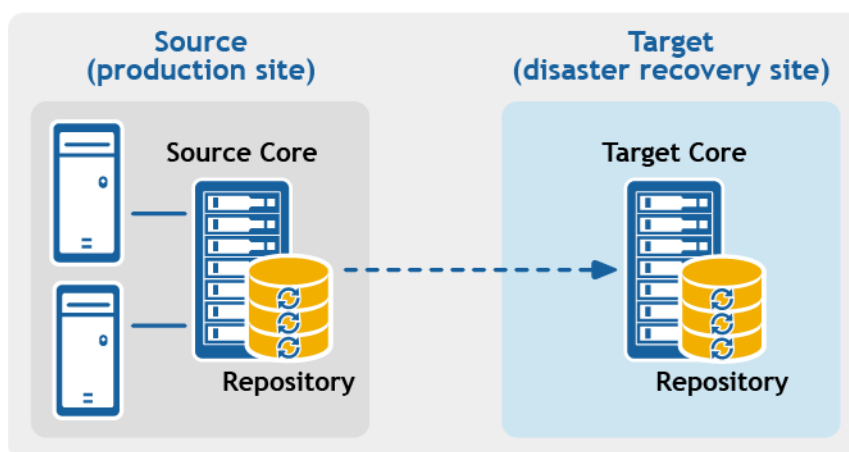 Source
(production site)
Target
(disaster recovery site)
Source Core
Repository
Target Core
Repository